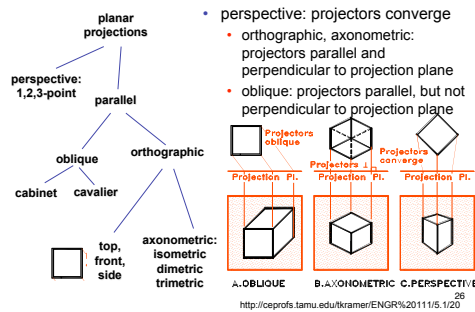 planar
projections
perspective:
1,2,3-point
parallel
oblique
orthographic
cabinet
cavalier
top,
front,
side
axonometric:
isometric
dimetric
trimetric
• perspective: projectors converge
• orthographic, axonometric:
projectors parallel and
perpendicular to projection plane
• oblique: projectors parallel, but not
perpendicular to projection plane
Projectors
oblique
Projectors ⊥
Projectors
converge
Projection Pl.
Projection Pl.
Projection Pl.
A.OBLIQUE
B.AXONOMETRIC
C.PERSPECTIVE
26
http://ceprofs.tamu.edu/tkramer/ENGR%20111/5.1/20